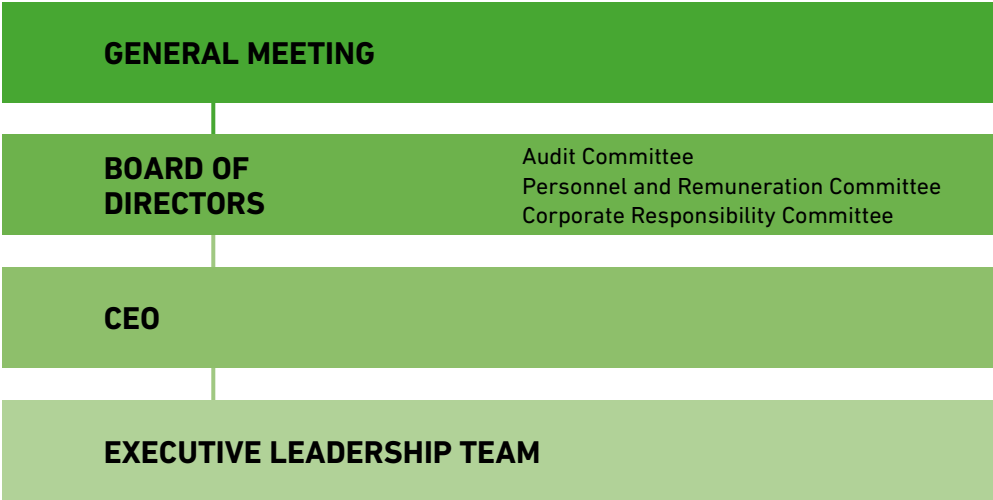 GENERAL MEETING
BOARD OF
DIRECTORS
Audit Committee
Personnel and Remuneration Committee
Corporate Responsibility Committee
CEO
EXECUTIVE LEADERSHIP TEAM